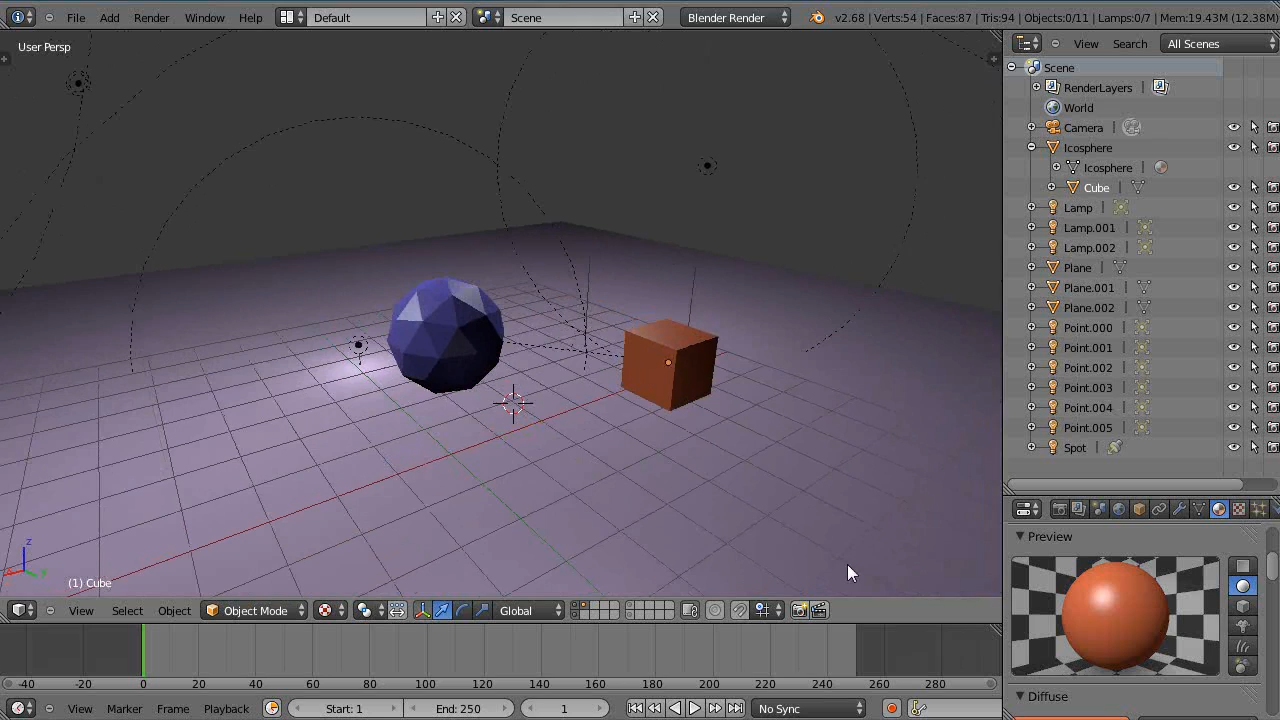 File Add Render Window Help Default Scene Blender Render v2.68 | Verts:54 | Faces:87 | Tris:94 | Objects:0/11 | Lamps:0/7 | Mem:19.43M (12.38M)
User Persp
View Search All Scenes
Scene
RenderLayers
World
Camera
Icosphere
Icosphere
Cube
Lamp
Lamp.001
Lamp.002
Plane
Plane.001
Plane.002
Point.000
Point.001
Point.002
Point.003
Point.004
Point.005
Spot
Preview
z
y
(1) Cube
View Select Object Object Mode Global
Diffuse
-40 -20 0 20 40 60 80 100 120 140 160 180 200 220 240 260 280
View Marker Frame Playback Start: 1 End: 250 1 No Sync